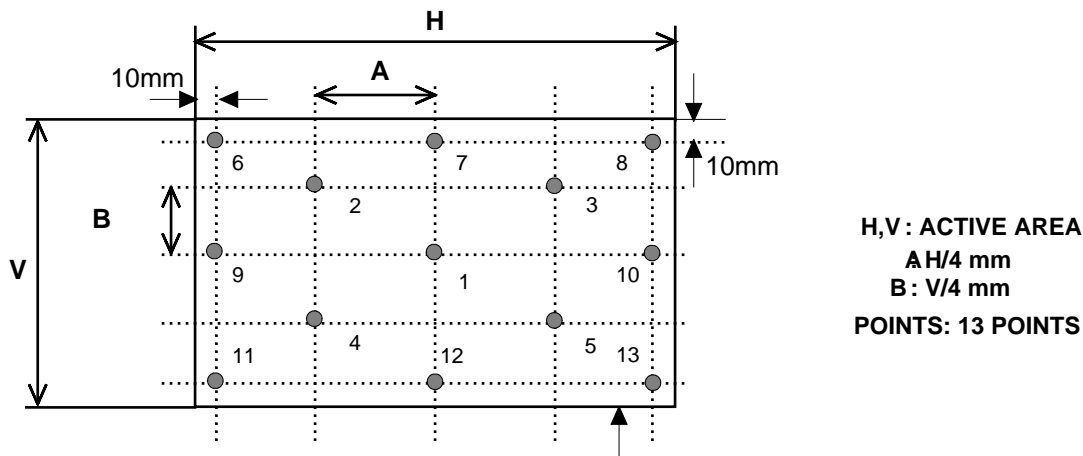 H
10mm
A
6
7
8
10mm
2
3
B
V
9
1
10
4
5
11
12
13
H,V : ACTIVE AREA
A: H/4 mm
B : V/4 mm
POINTS: 13 POINTS